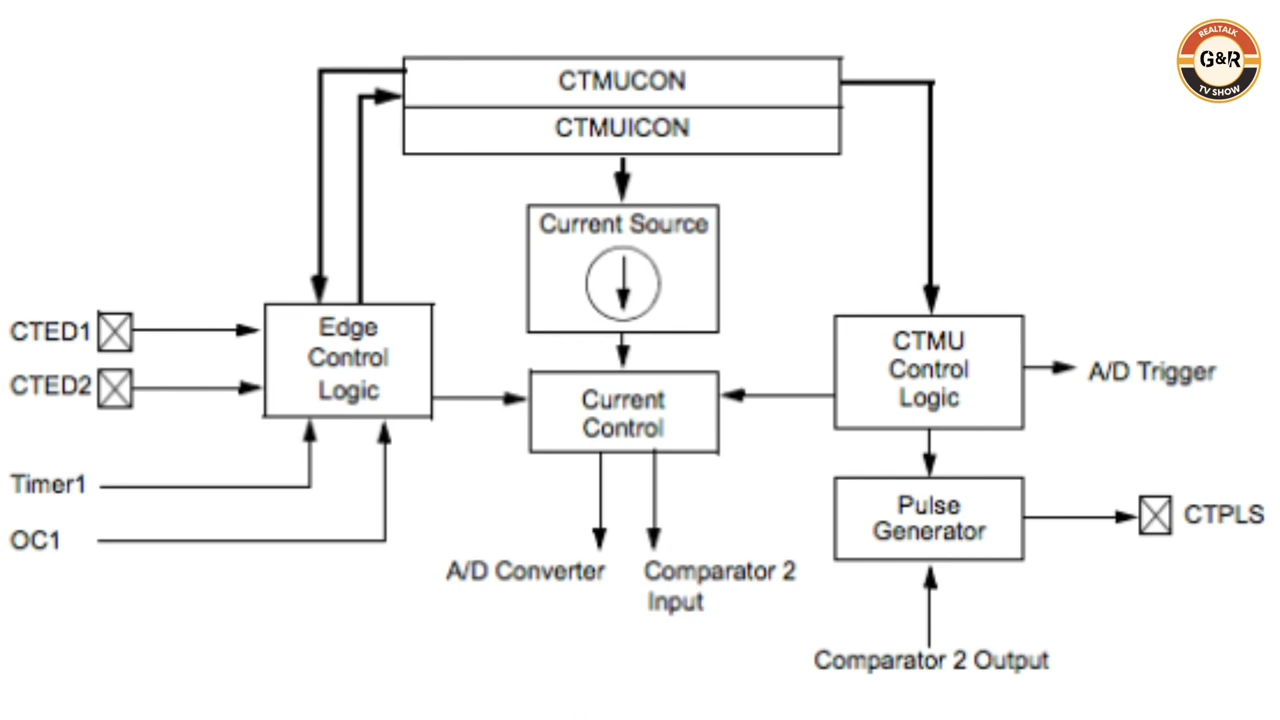 REALTALK
G&R
TV SHOW
CTMUCON
CTMUICON
Current Source
CTED1
CTED2
Edge
Control
Logic
CTMU
Control
Logic
A/D Trigger
Current
Control
Timer1
OC1
Pulse
Generator
CTPLS
A/D Converter
Comparator 2
Input
Comparator 2 Output